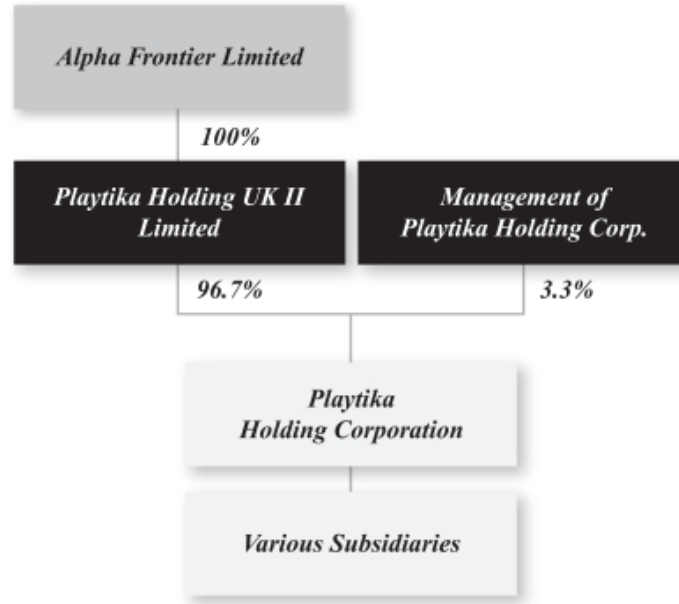 Alpha Frontier Limited
100%
Playtika Holding UK II
Limited
Management of
Playtika Holding Corp.
96.7%
3.3%
Playtika
Holding Corporation
Various Subsidiaries